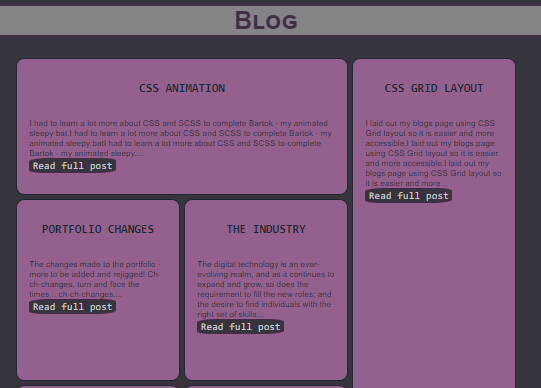 Blog
CSS ANIMATION
I had to learn a lot more about CSS and SCSS to complete Bartok - my animated
sleepy bat.I had to learn a lot more about CSS and SCSS to complete Bartok - my
animated sleepy batI had to learn a lot more about CSS and SCSS to complete
Bartok - my animated sleepy....
Read full post
CSS GRID LAYOUT
I laid out my blogs page using CSS
Grid layout so it is easier and more
accessible.I laid out my blogs page
using CSS Grid layout so it is easier
and more accessible.I laid out my
blogs page using CSS Grid layout so
it is easier and more...
Read full post
PORTFOLIO CHANGES
The changes made to the portfolio -
more to be added and rejigged! Ch-
ch-changes, turn and face the
times... ch-ch-changes....
Read full post
THE INDUSTRY
The digital technology is an ever-
evolving realm, and as it continues to
expand and grow, so does the
requirement to fill the new roles; and
the desire to find individuals with the
right set of skills...
Read full post